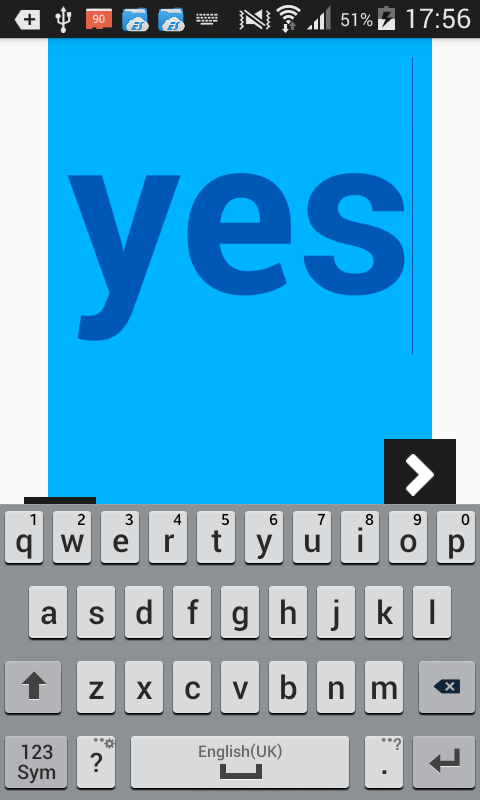 90 51% 17:56
yes
1 2 3 4 5 6 7 8 9 0
q w e r t y u i o p
a s d f g h j k l
z x c v b n m
123 Sym ? English(UK) . ?